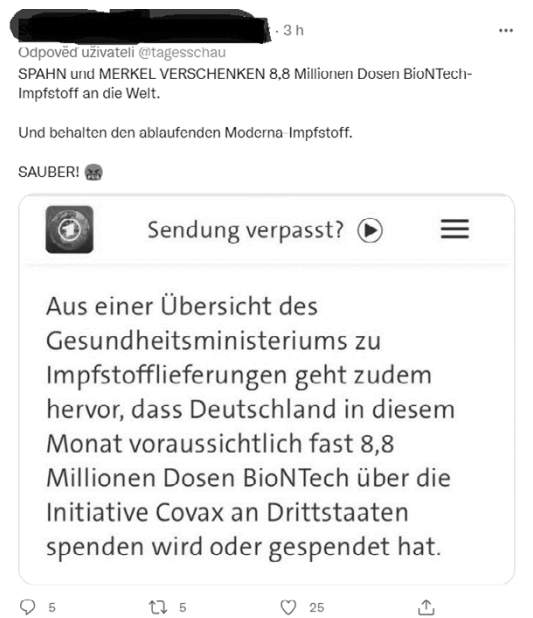 · 3 h
Odpověď uživateli @tagesschau
SPAHN und MERKEL VERSCHENKEN 8,8 Millionen Dosen BioNTech-
Impfstoff an die Welt.
Und behalten den ablaufenden Moderna-Impfstoff.
SAUBER!
Sendung verpasst?
Aus einer Übersicht des
Gesundheitsministeriums zu
Impfstofflieferungen geht zudem
hervor, dass Deutschland in diesem
Monat voraussichtlich fast 8,8
Millionen Dosen BioNTech über die
Initiative Covax an Drittstaaten
spenden wird oder gespendet hat.
5 5 25